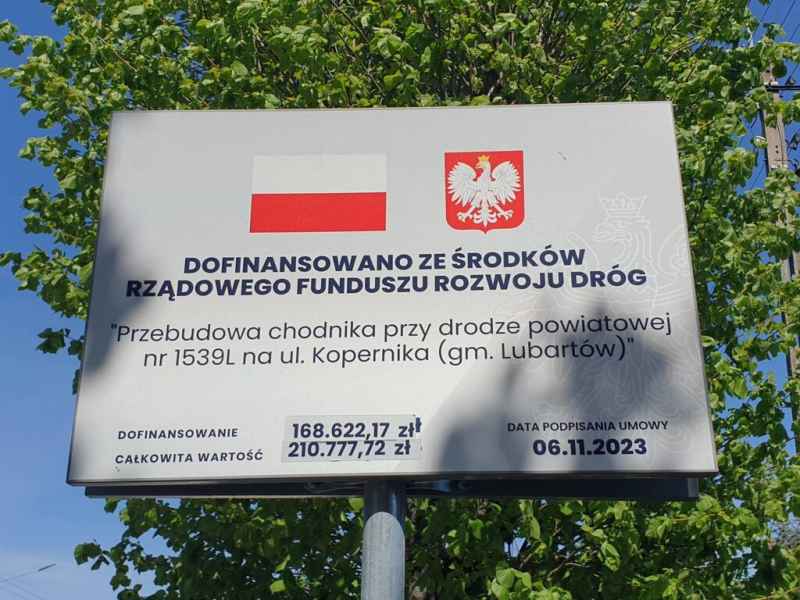 DOFINANSOWANO ZE ŚRODKÓW
RZĄDOWEGO FUNDUSZU ROZWOJU DRÓG
"Przebudowa chodnika przy drodze powiatowej
nr 1539L na ul. Kopernika (gm. Lubartów)"
DOFINANSOWANIE 168.622,17 zł
CAŁKOWITA WARTOŚĆ 210.777,72 zł
DATA PODPISANIA UMOWY
06.11.2023